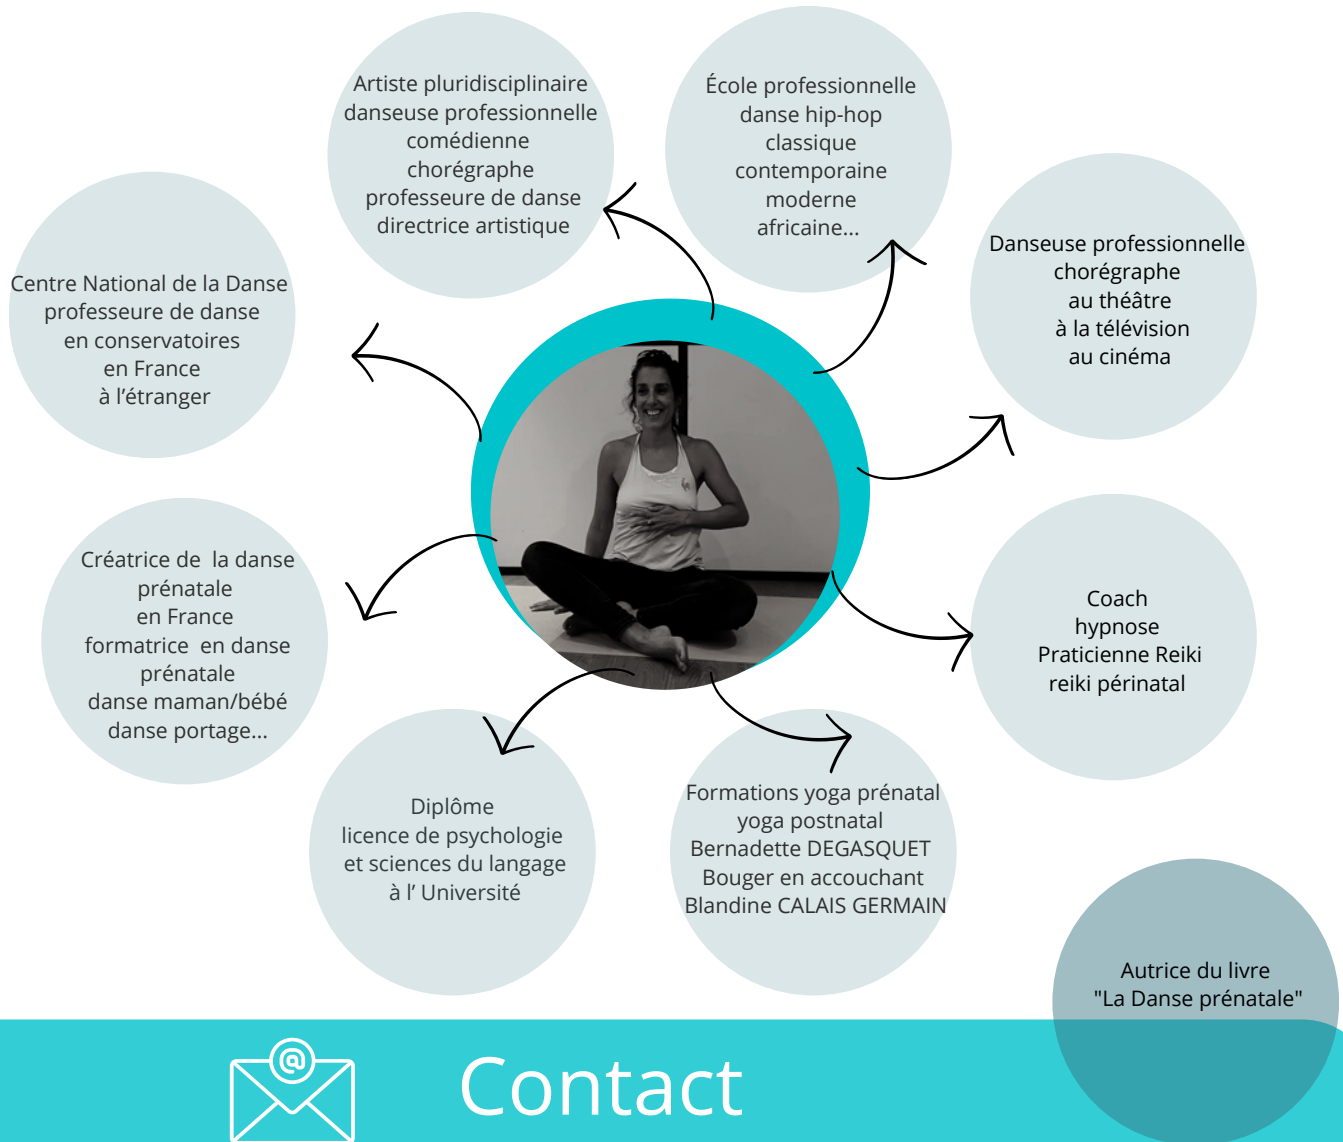 Artiste pluridisciplinaire
danseuse professionnelle
comédienne
chorégraphe
professeure de danse
directrice artistique
École professionnelle
danse hip-hop
classique
contemporaine
moderne
africaine...
Danseuse professionnelle
chorégraphe
au théâtre
à la télévision
au cinéma
Centre National de la Danse
professeure de danse
en conservatoires
en France
à l'étranger
Créatrice de la danse
prénatale
en France
formatrice en danse
prénatale
danse maman/bébé
danse portage...
Coach
hypnose
Praticienne Reiki
reiki périnatal
Diplôme
licence de psychologie
et sciences du langage
à l' Université
Formations yoga prénatal
yoga postnatal
Bernadette DEGASQUET
Bouger en accouchant
Blandine CALAIS GERMAIN
Autrice du livre
"La Danse prénatale"
@
Contact